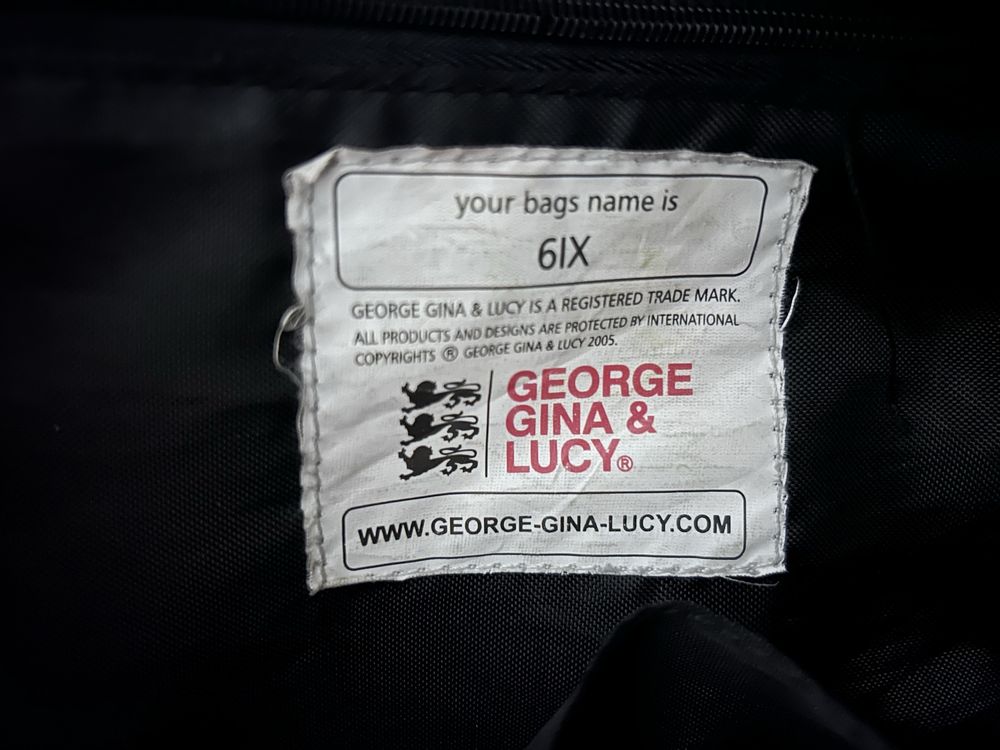 your bags name is
6IX
GEORGE GINA & LUCY IS A REGISTERED TRADE MARK.
ALL PRODUCTS AND DESIGNS ARE PROTECTED BY INTERNATIONAL
COPYRIGHTS ® GEORGE GINA & LUCY 2005.
GEORGE
GINA &
LUCY®
WWW.GEORGE-GINA-LUCY.COM